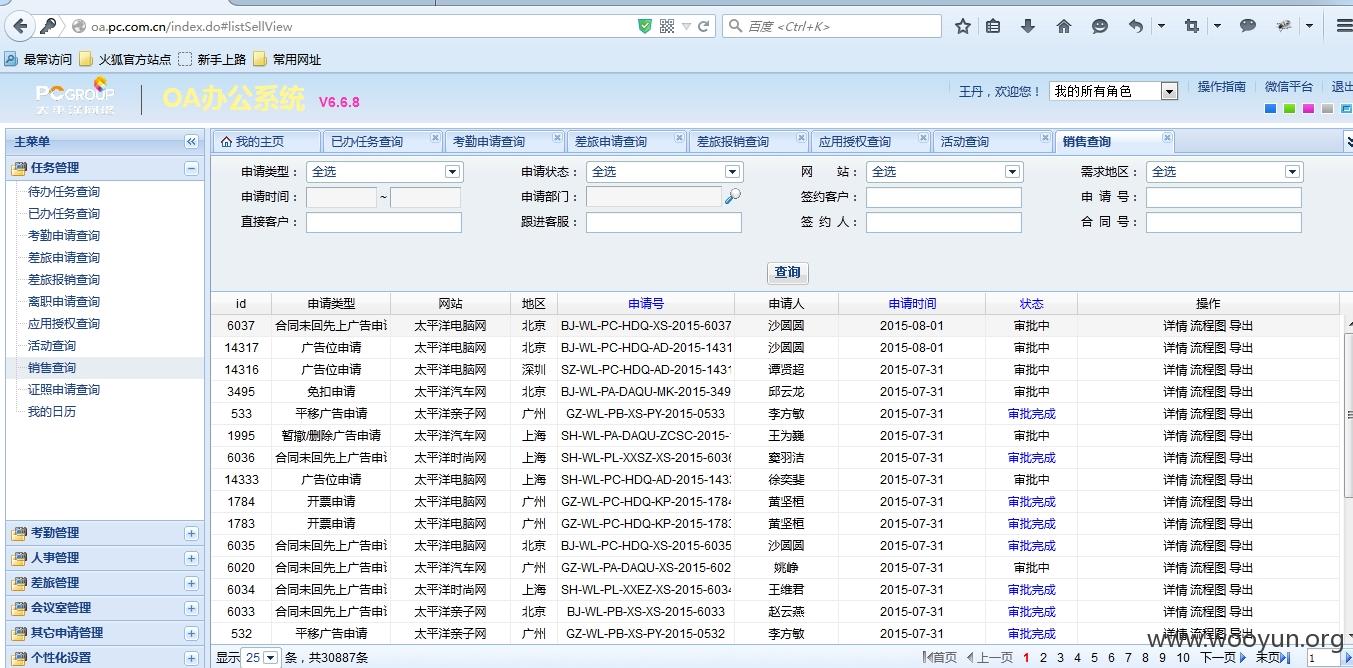 oa.pc.com.cn/index.do#listSellView
百度 <Ctrl+K>
最常访问 火狐官方站点 新手上路 常用网址
PCGROUP
太平洋网络
OA办公系统 V6.6.8
王丹，欢迎您！ 我的所有角色 操作指南 微信平台 退出
主菜单
我的主页 已办任务查询 考勤申请查询 差旅申请查询 差旅报销查询 应用授权查询 活动查询 销售查询
任务管理
待办任务查询
已办任务查询
考勤申请查询
差旅申请查询
差旅报销查询
离职申请查询
应用授权查询
活动查询
销售查询
证照申请查询
我的日历
考勤管理
人事管理
差旅管理
会议室管理
其它申请管理
个性化设置
申请类型： 全选 申请状态： 全选 网 站： 全选 需求地区： 全选
申请时间： ~ 申请部门： 签约客户： 申 请 号：
直接客户： 跟进客服： 签 约 人： 合 同 号：
查询
id 申请类型 网站 地区 申请号 申请人 申请时间 状态 操作
6037 合同未回先上广告申 太平洋电脑网 北京 BJ-WL-PC-HDQ-XS-2015-6037 沙圆圆 2015-08-01 审批中 详情 流程图 导出
14317 广告位申请 太平洋电脑网 北京 BJ-WL-PC-HDQ-AD-2015-1431 沙圆圆 2015-08-01 审批中 详情 流程图 导出
14316 广告位申请 太平洋电脑网 深圳 SZ-WL-PC-HDQ-AD-2015-1431 谭贤超 2015-07-31 审批中 详情 流程图 导出
3495 免扣申请 太平洋汽车网 北京 BJ-WL-PA-DAQU-MK-2015-349 邱云龙 2015-07-31 审批中 详情 流程图 导出
533 平移广告申请 太平洋亲子网 广州 GZ-WL-PB-XS-PY-2015-0533 李方敏 2015-07-31 审批完成 详情 流程图 导出
1995 暂撤/删除广告申请 太平洋汽车网 上海 SH-WL-PA-DAQU-ZCSC-2015- 王为巍 2015-07-31 审批中 详情 流程图 导出
6036 合同未回先上广告申 太平洋时尚网 上海 SH-WL-PL-XXSZ-XS-2015-6036 窦羽洁 2015-07-31 审批完成 详情 流程图 导出
14333 广告位申请 太平洋电脑网 上海 SH-WL-PC-HDQ-AD-2015-143 徐奕斐 2015-07-31 审批中 详情 流程图 导出
1784 开票申请 太平洋电脑网 广州 GZ-WL-PC-HDQ-KP-2015-1784 黄坚桓 2015-07-31 审批完成 详情 流程图 导出
1783 开票申请 太平洋电脑网 广州 GZ-WL-PC-HDQ-KP-2015-1783 黄坚桓 2015-07-31 审批完成 详情 流程图 导出
6035 合同未回先上广告申 太平洋电脑网 北京 BJ-WL-PC-HDQ-XS-2015-6035 沙圆圆 2015-07-31 审批完成 详情 流程图 导出
6020 合同未回先上广告申 太平洋汽车网 广州 GZ-WL-PA-DAQU-XS-2015-602 姚峥 2015-07-31 审批中 详情 流程图 导出
6034 合同未回先上广告申 太平洋时尚网 上海 SH-WL-PL-XXEZ-XS-2015-6034 王维君 2015-07-31 审批完成 详情 流程图 导出
6033 合同未回先上广告申 太平洋亲子网 北京 BJ-WL-PB-XS-XS-2015-6033 赵云燕 2015-07-31 审批完成 详情 流程图 导出
532 平移广告申请 太平洋亲子网 广州 GZ-WL-PB-XS-PY-2015-0532 李方敏 2015-07-31 审批完成 详情 流程图 导出
显示 25 条，共30887条 首页 上一页 1 2 3 4 5 6 7 8 9 10 下一页 末页 1
www.wooyun.org